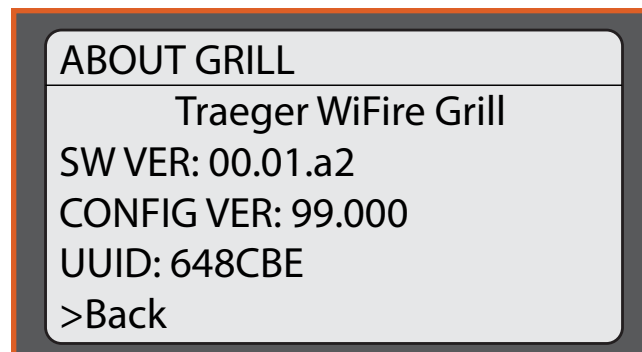 ABOUT GRILL
Traeger WiFire Grill
SW VER: 00.01.a2
CONFIG VER: 99.000
UUID: 648CBE
>Back